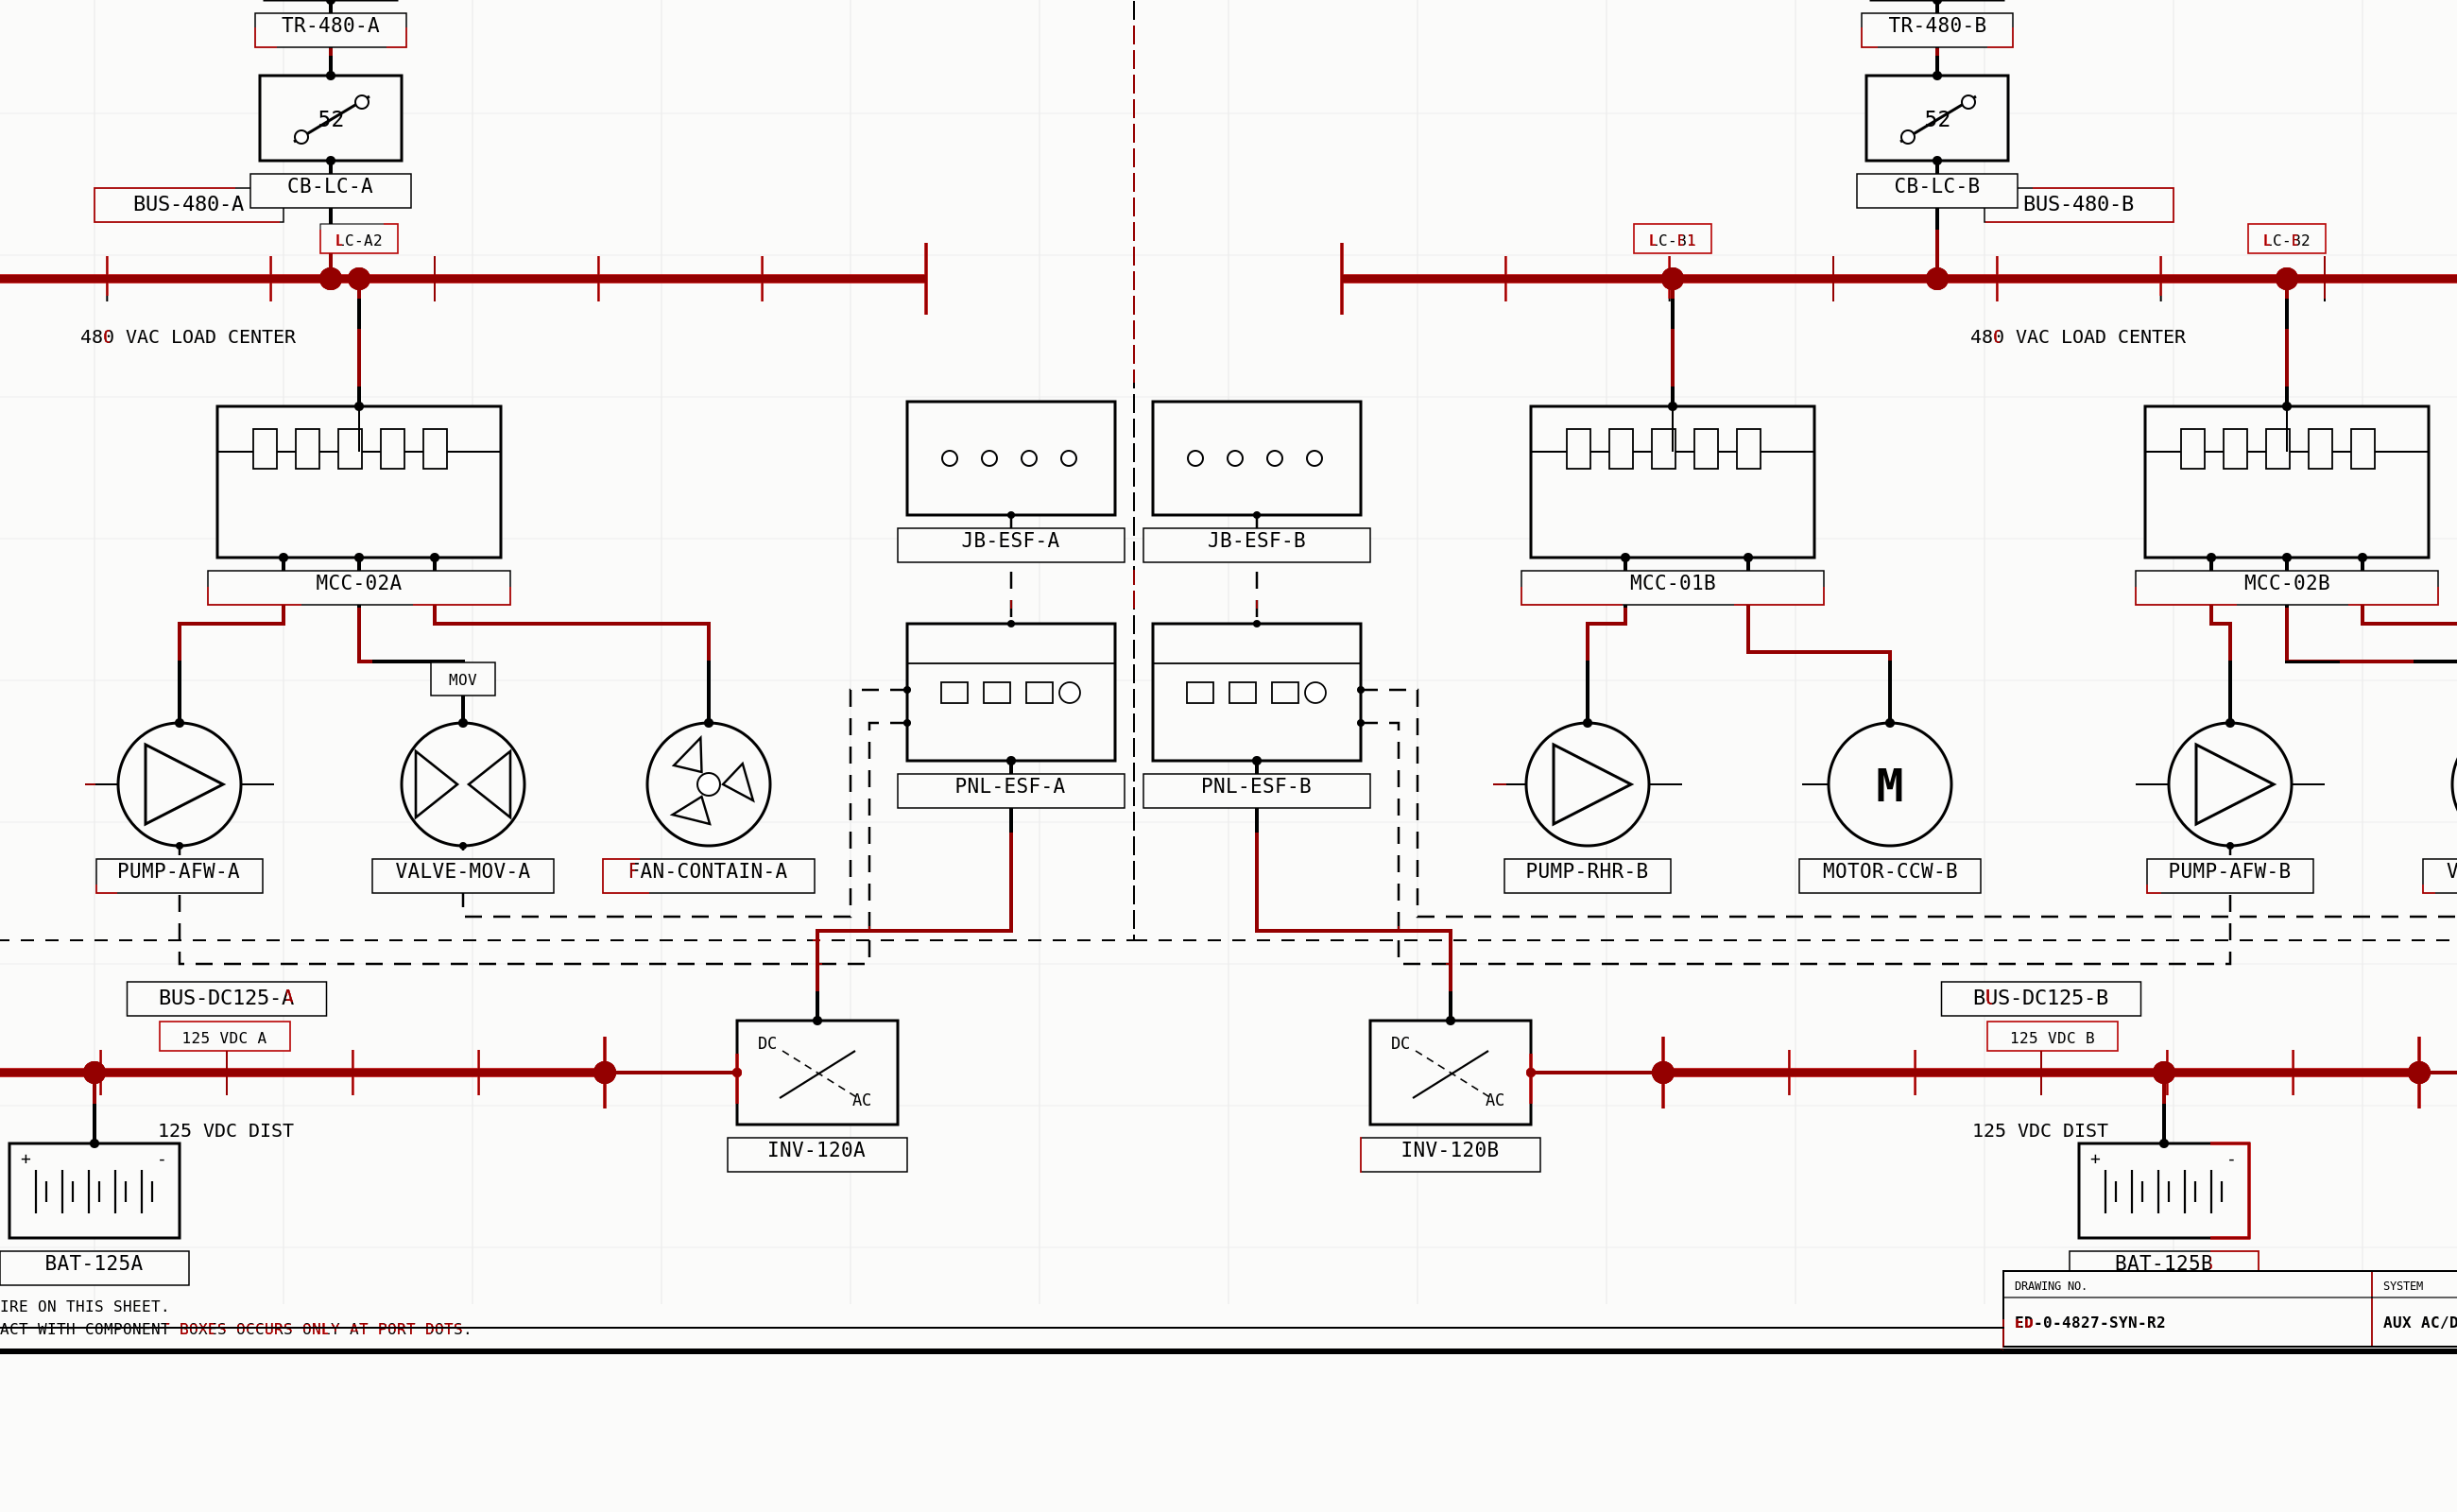 TR-480-A
TR-480-B
52
52
CB-LC-A
CB-LC-B
BUS-480-A
BUS-480-B
LC-A2
LC-B1
LC-B2
480 VAC LOAD CENTER
480 VAC LOAD CENTER
JB-ESF-A
JB-ESF-B
MCC-02A
MCC-01B
MCC-02B
MOV
PNL-ESF-A
PNL-ESF-B
M
PUMP-AFW-A
VALVE-MOV-A
FAN-CONTAIN-A
PUMP-RHR-B
MOTOR-CCW-B
PUMP-AFW-B
V
BUS-DC125-A
BUS-DC125-B
125 VDC A
125 VDC B
DC
AC
DC
AC
125 VDC DIST
125 VDC DIST
INV-120A
INV-120B
+ -
+ -
BAT-125A
BAT-125B
IRE ON THIS SHEET.
ACT WITH COMPONENT BOXES OCCURS ONLY AT PORT DOTS.
DRAWING NO.
SYSTEM
ED-0-4827-SYN-R2
AUX AC/D